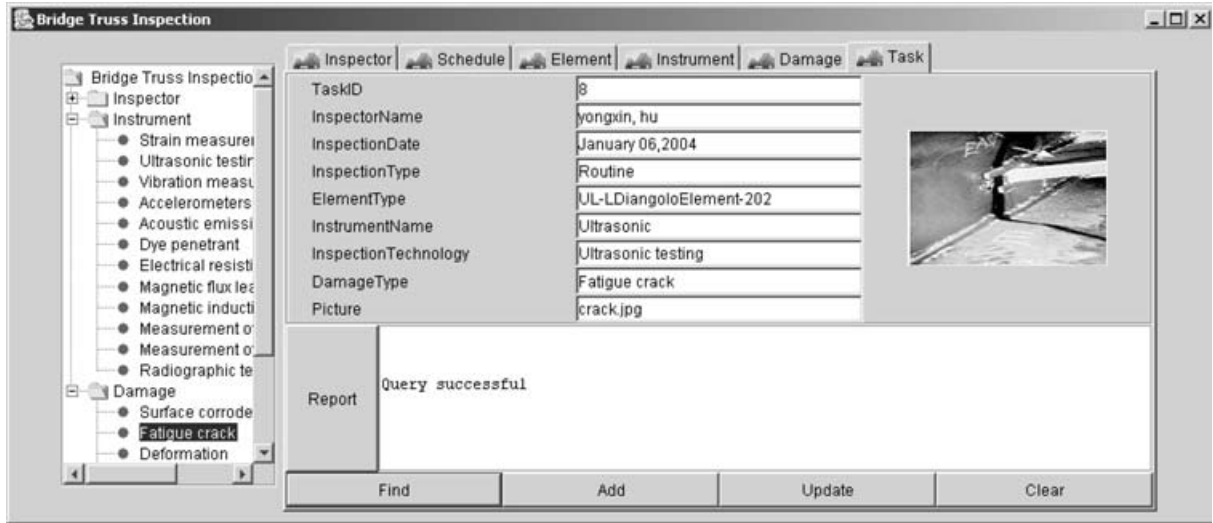 Bridge Truss Inspection
Inspector Schedule Element Instrument Damage Task
Bridge Truss Inspectio
Inspector
Instrument
Strain measurer
Ultrasonic testin
Vibration measu
Accelerometers
Acoustic emissi
Dye penetrant
Electrical resisti
Magnetic flux lea
Magnetic inducti
Measurement o
Measurement o
Radiographic te
Damage
Surface corrode
Fatigue crack
Deformation
TaskID 8
InspectorName yongxin, hu
InspectionDate January 06,2004
InspectionType Routine
ElementType UL-LDiangoloElement-202
InstrumentName Ultrasonic
InspectionTechnology Ultrasonic testing
DamageType Fatigue crack
Picture crack.jpg
Report Query successful
Find Add Update Clear